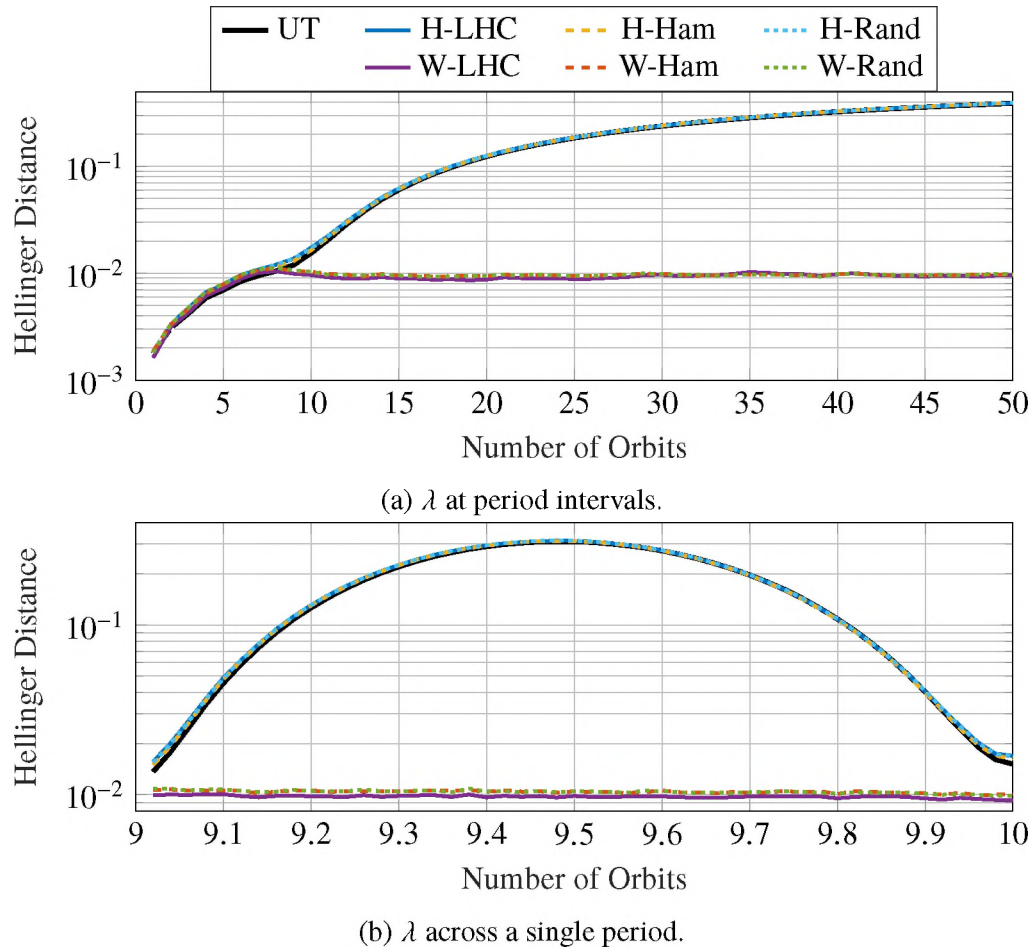 UT H-LHC H-Ham H-Rand
W-LHC W-Ham W-Rand
Hellinger Distance
10⁻¹
10⁻²
10⁻³
0 5 10 15 20 25 30 35 40 45 50
Number of Orbits
(a) λ at period intervals.
Hellinger Distance
10⁻¹
10⁻²
9 9.1 9.2 9.3 9.4 9.5 9.6 9.7 9.8 9.9 10
Number of Orbits
(b) λ across a single period.